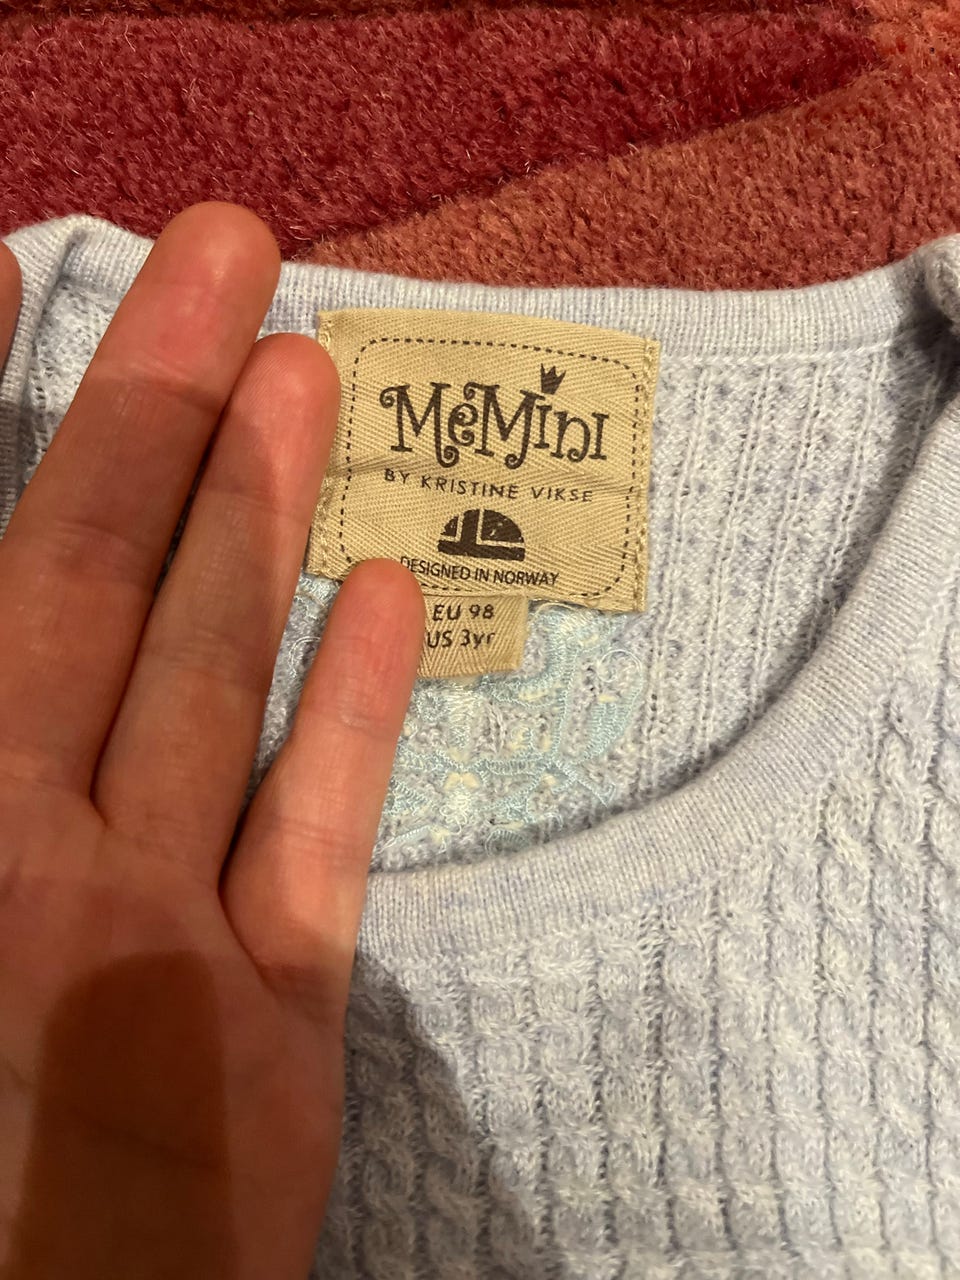 MeMini
BY KRISTINE VIKSE
DESIGNED IN NORWAY
EU 98
US 3yr